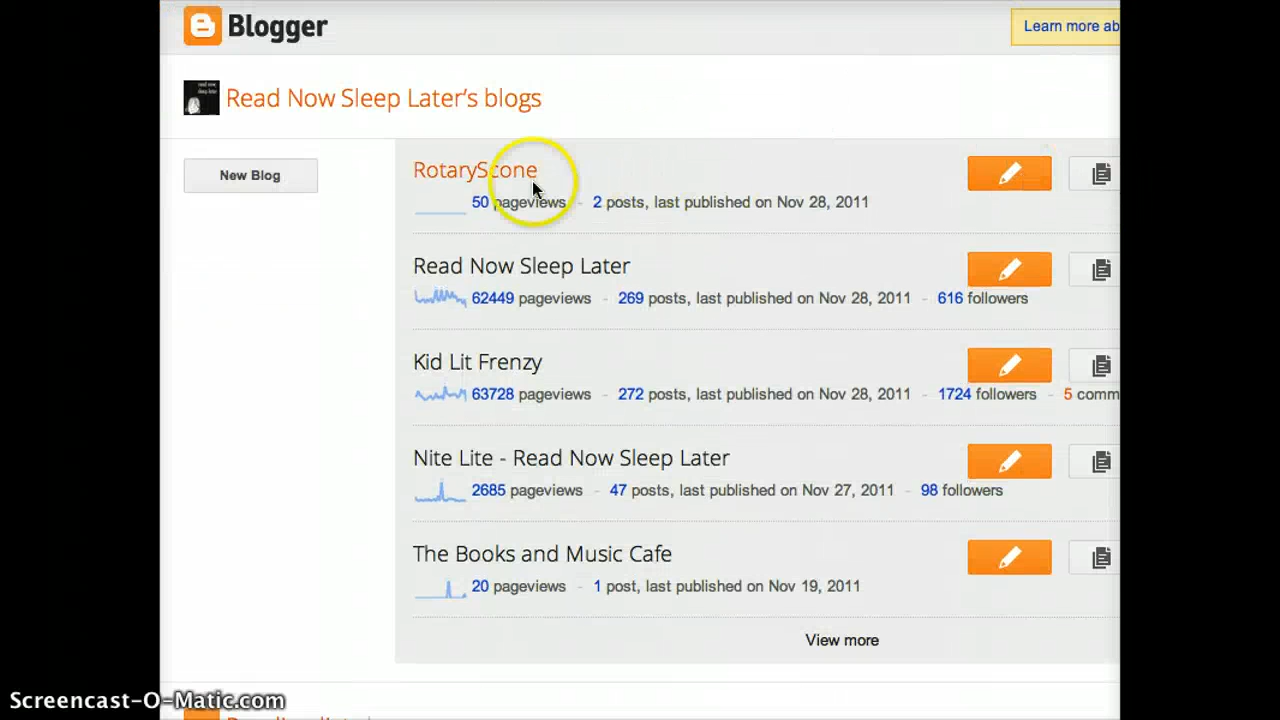 Blogger
Learn more ab
Read Now Sleep Later's blogs
New Blog
RotaryScone
50 pageviews - 2 posts, last published on Nov 28, 2011
Read Now Sleep Later
62449 pageviews - 269 posts, last published on Nov 28, 2011 - 616 followers
Kid Lit Frenzy
63728 pageviews - 272 posts, last published on Nov 28, 2011 - 1724 followers - 5 comm
Nite Lite - Read Now Sleep Later
2685 pageviews - 47 posts, last published on Nov 27, 2011 - 98 followers
The Books and Music Cafe
20 pageviews - 1 post, last published on Nov 19, 2011
View more
Screencast-O-Matic.com